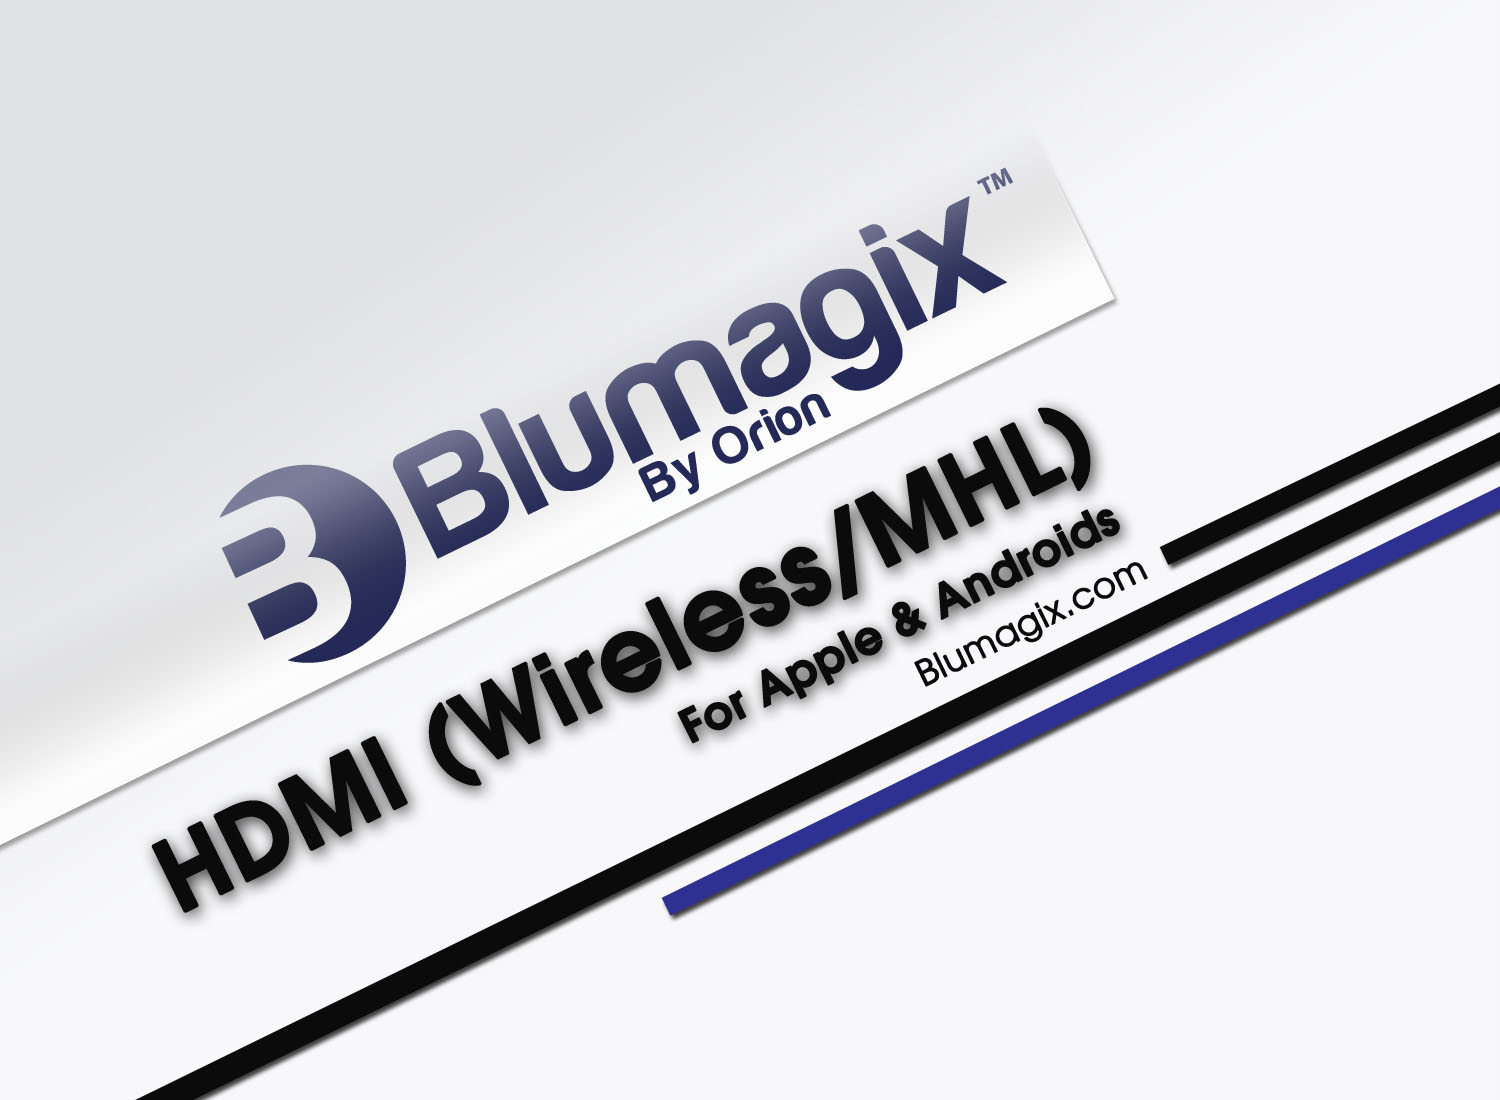 Blumagix™
By Orion
HDMI (Wireless/MHL)
For Apple & Androids
Blumagix.com